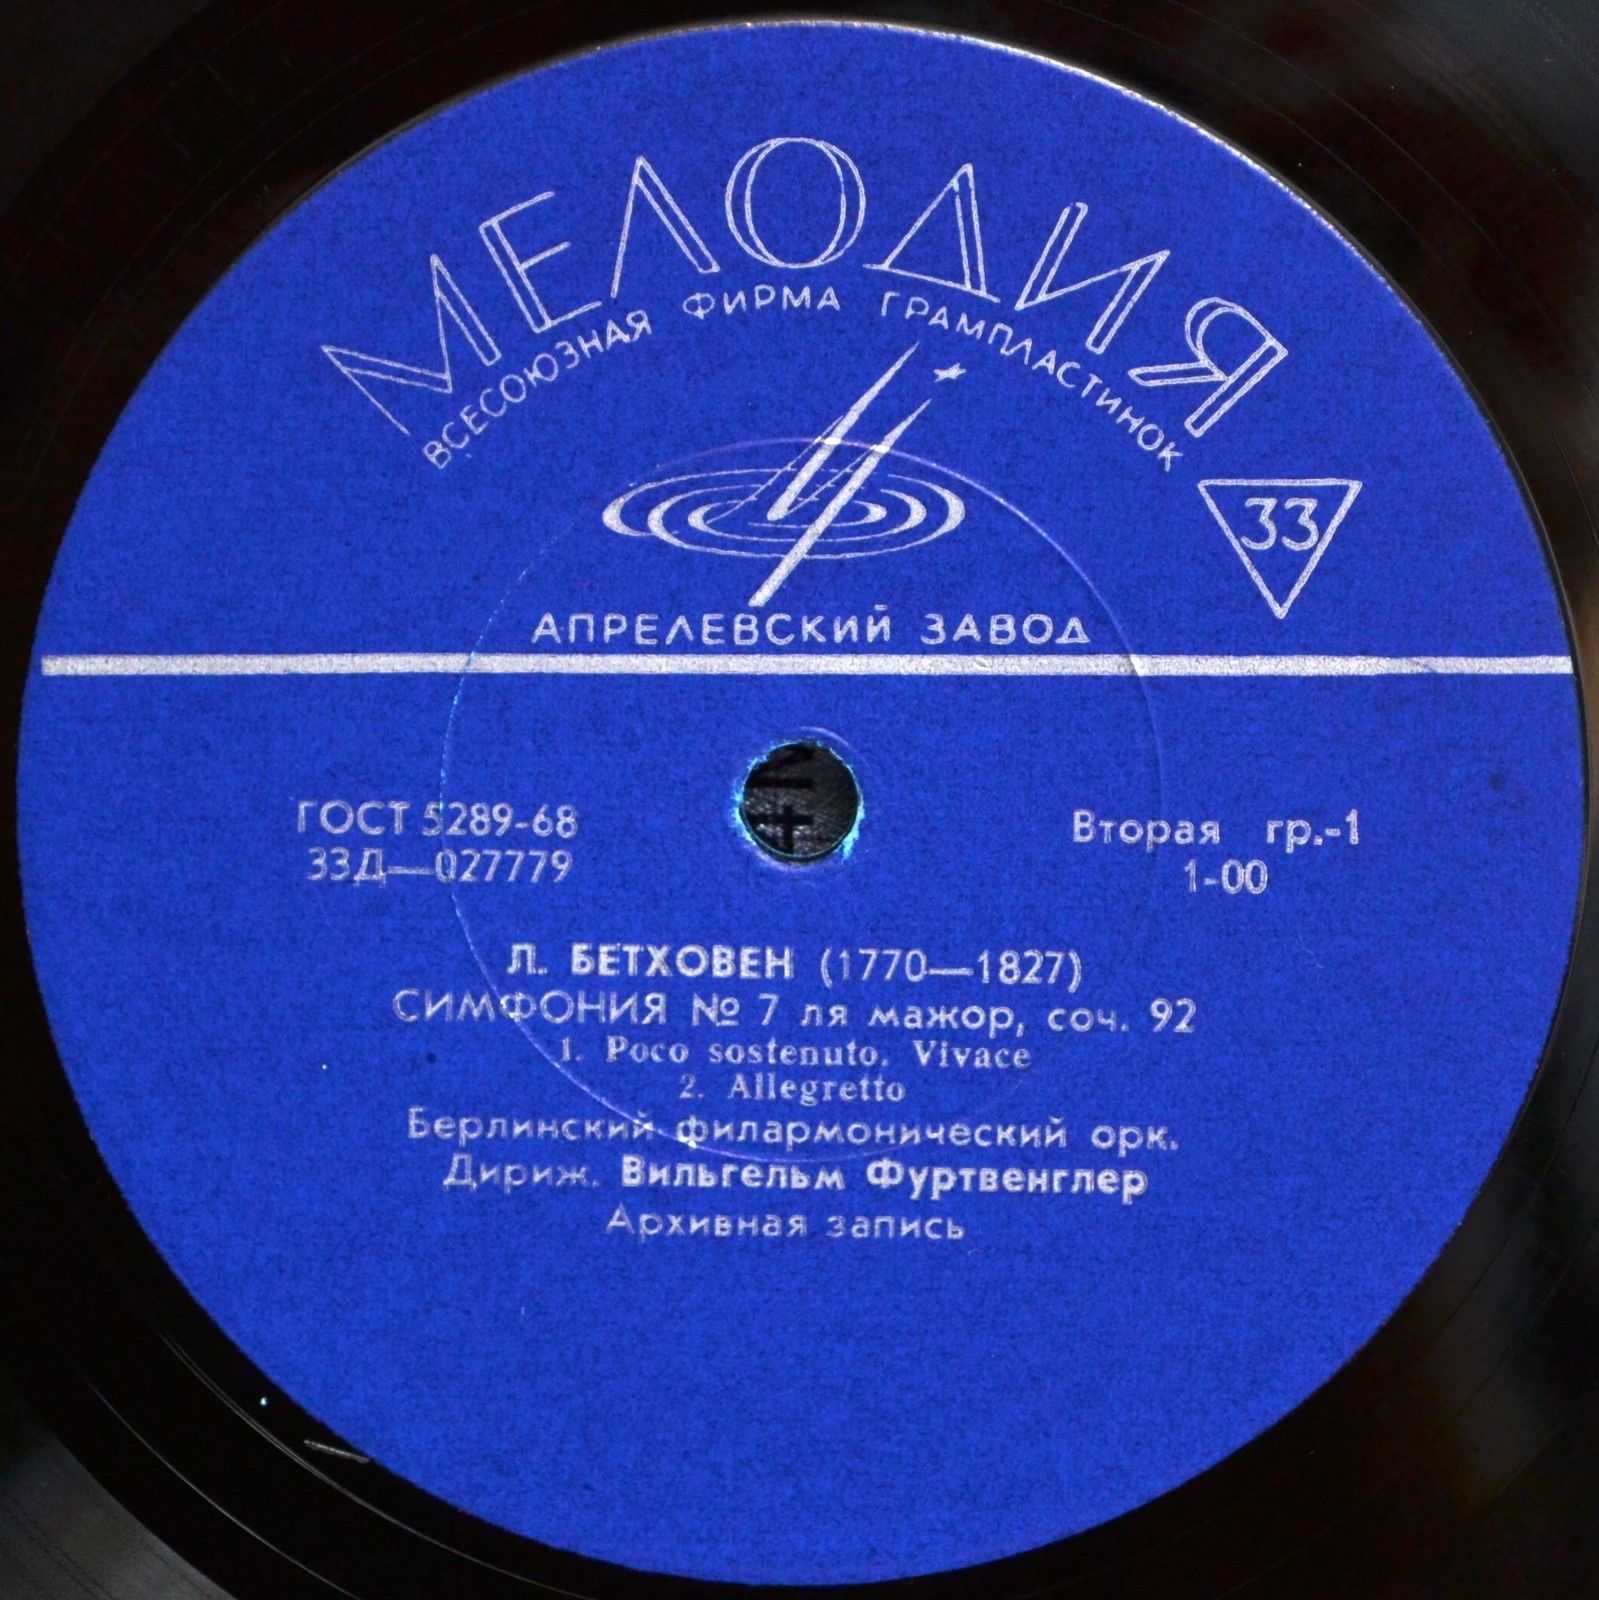 МЕЛОДИЯ
ВСЕСОЮЗНАЯ ФИРМА ГРАМПЛАСТИНОК
33
АПРЕЛЕВСКИЙ ЗАВОД
ГОСТ 5289-68
33Д—027779
Вторая гр.-1
1-00
Л. БЕТХОВЕН (1770—1827)
СИМФОНИЯ № 7 ля мажор, соч. 92
1. Poco sostenuto. Vivace
2. Allegretto
Берлинский филармонический орк.
Дириж. Вильгельм Фуртвенглер
Архивная запись